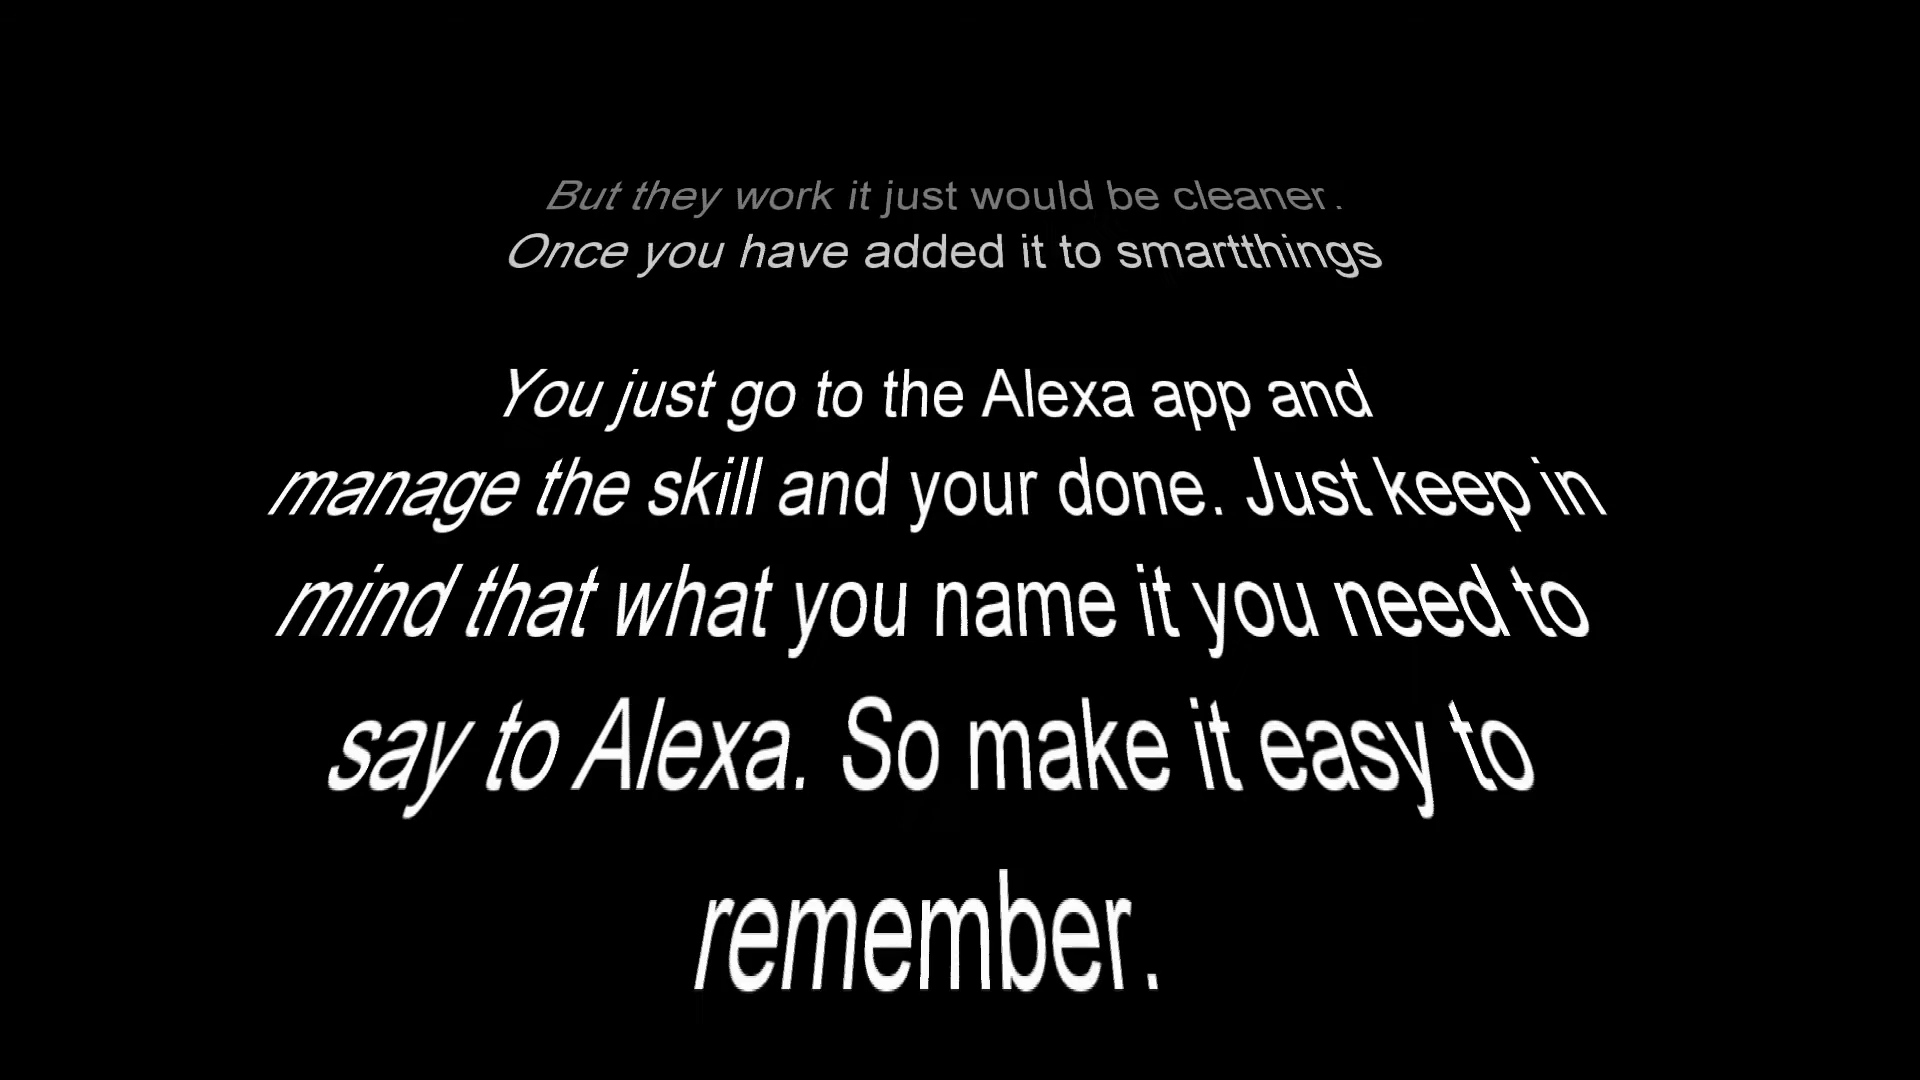 But they work it just would be cleaner.
Once you have added it to smartthings
You just go to the Alexa app and
manage the skill and your done. Just keep in
mind that what you name it you need to
say to Alexa. So make it easy to
remember.